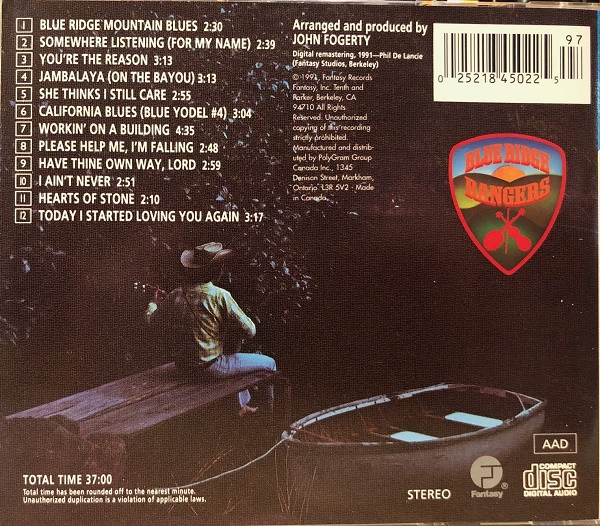 1 BLUE RIDGE MOUNTAIN BLUES 2:30
2 SOMEWHERE LISTENING (FOR MY NAME) 2:39
3 YOU'RE THE REASON 3:13
4 JAMBALAYA (ON THE BAYOU) 3:13
5 SHE THINKS I STILL CARE 2:55
6 CALIFORNIA BLUES (BLUE YODEL #4) 3:04
7 WORKIN' ON A BUILDING 4:35
8 PLEASE HELP ME, I'M FALLING 2:48
9 HAVE THINE OWN WAY, LORD 2:59
10 I AIN'T NEVER 2:51
11 HEARTS OF STONE 2:10
12 TODAY I STARTED LOVING YOU AGAIN 3:17
Arranged and produced by
JOHN FOGERTY
Digital remastering, 1991—Phil De Lancie
(Fantasy Studios, Berkeley)
© 1991, Fantasy Records
Fantasy, Inc. Tenth and
Parker, Berkeley, CA
94710 All Rights
Reserved. Unauthorized
copying of this recording
strictly prohibited.
Manufactured and distrib-
uted by PolyGram Group
Canada Inc., 1345
Denison Street, Markham,
Ontario L3R 5V2 · Made
in Canada.
97
0 25218 45022 5
BLUE RIDGE
RANGERS
TOTAL TIME 37:00
Total time has been rounded off to the nearest minute.
Unauthorized duplication is a violation of applicable laws.
STEREO
Fantasy
AAD
COMPACT
disc
DIGITAL AUDIO